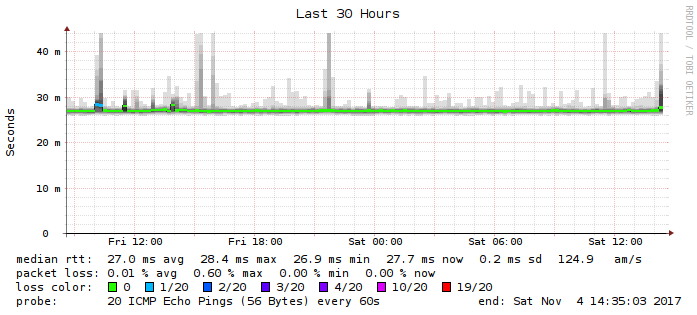 Last 30 Hours
RRDTOOL / TOBI OETIKER
Seconds
40 m
30 m
20 m
10 m
0
Fri 12:00 Fri 18:00 Sat 00:00 Sat 06:00 Sat 12:00
median rtt: 27.0 ms avg 28.4 ms max 26.9 ms min 27.7 ms now 0.2 ms sd 124.9 am/s
packet loss: 0.01 % avg 0.60 % max 0.00 % min 0.00 % now
loss color: 0 1/20 2/20 3/20 4/20 10/20 19/20
probe: 20 ICMP Echo Pings (56 Bytes) every 60s end: Sat Nov 4 14:35:03 2017